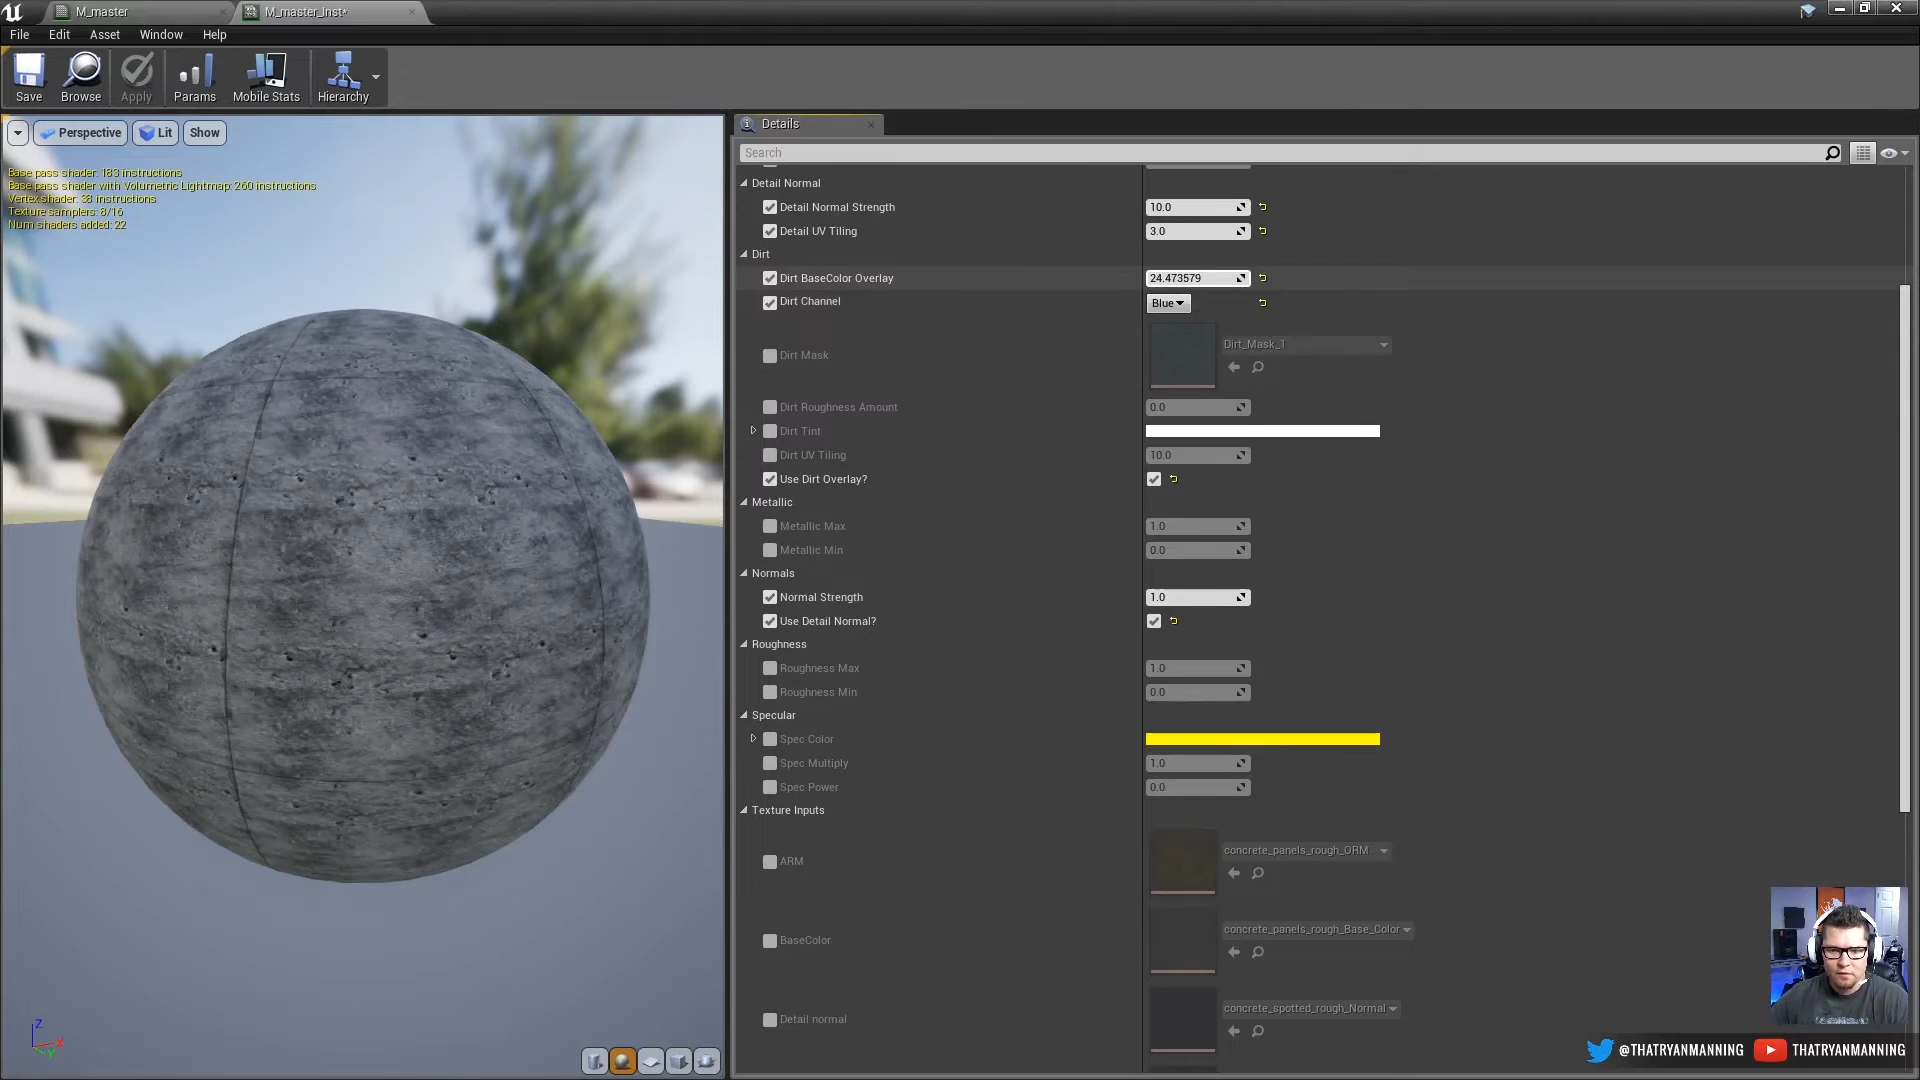 M_master
M_master_Inst*
File Edit Asset Window Help
Save Browse Apply Params Mobile Stats Hierarchy
Perspective Lit Show
Base pass shader: 183 instructions
Base pass shader with Volumetric Lightmap: 260 instructions
Vertex shader: 38 instructions
Texture samplers: 8/16
Num shaders added: 22
Details
Search
Detail Normal
Detail Normal Strength 10.0
Detail UV Tiling 3.0
Dirt
Dirt BaseColor Overlay 24.473579
Dirt Channel Blue
Dirt Mask Dirt_Mask_1
Dirt Roughness Amount 0.0
Dirt Tint
Dirt UV Tiling 10.0
Use Dirt Overlay?
Metallic
Metallic Max 1.0
Metallic Min 0.0
Normals
Normal Strength 1.0
Use Detail Normal?
Roughness
Roughness Max 1.0
Roughness Min 0.0
Specular
Spec Color
Spec Multiply 1.0
Spec Power 0.0
Texture Inputs
ARM concrete_panels_rough_ORM
BaseColor concrete_panels_rough_Base_Color
Detail normal concrete_spotted_rough_Normal
Z
X
Y
@THATRYANMANNING THATRYANMANNING